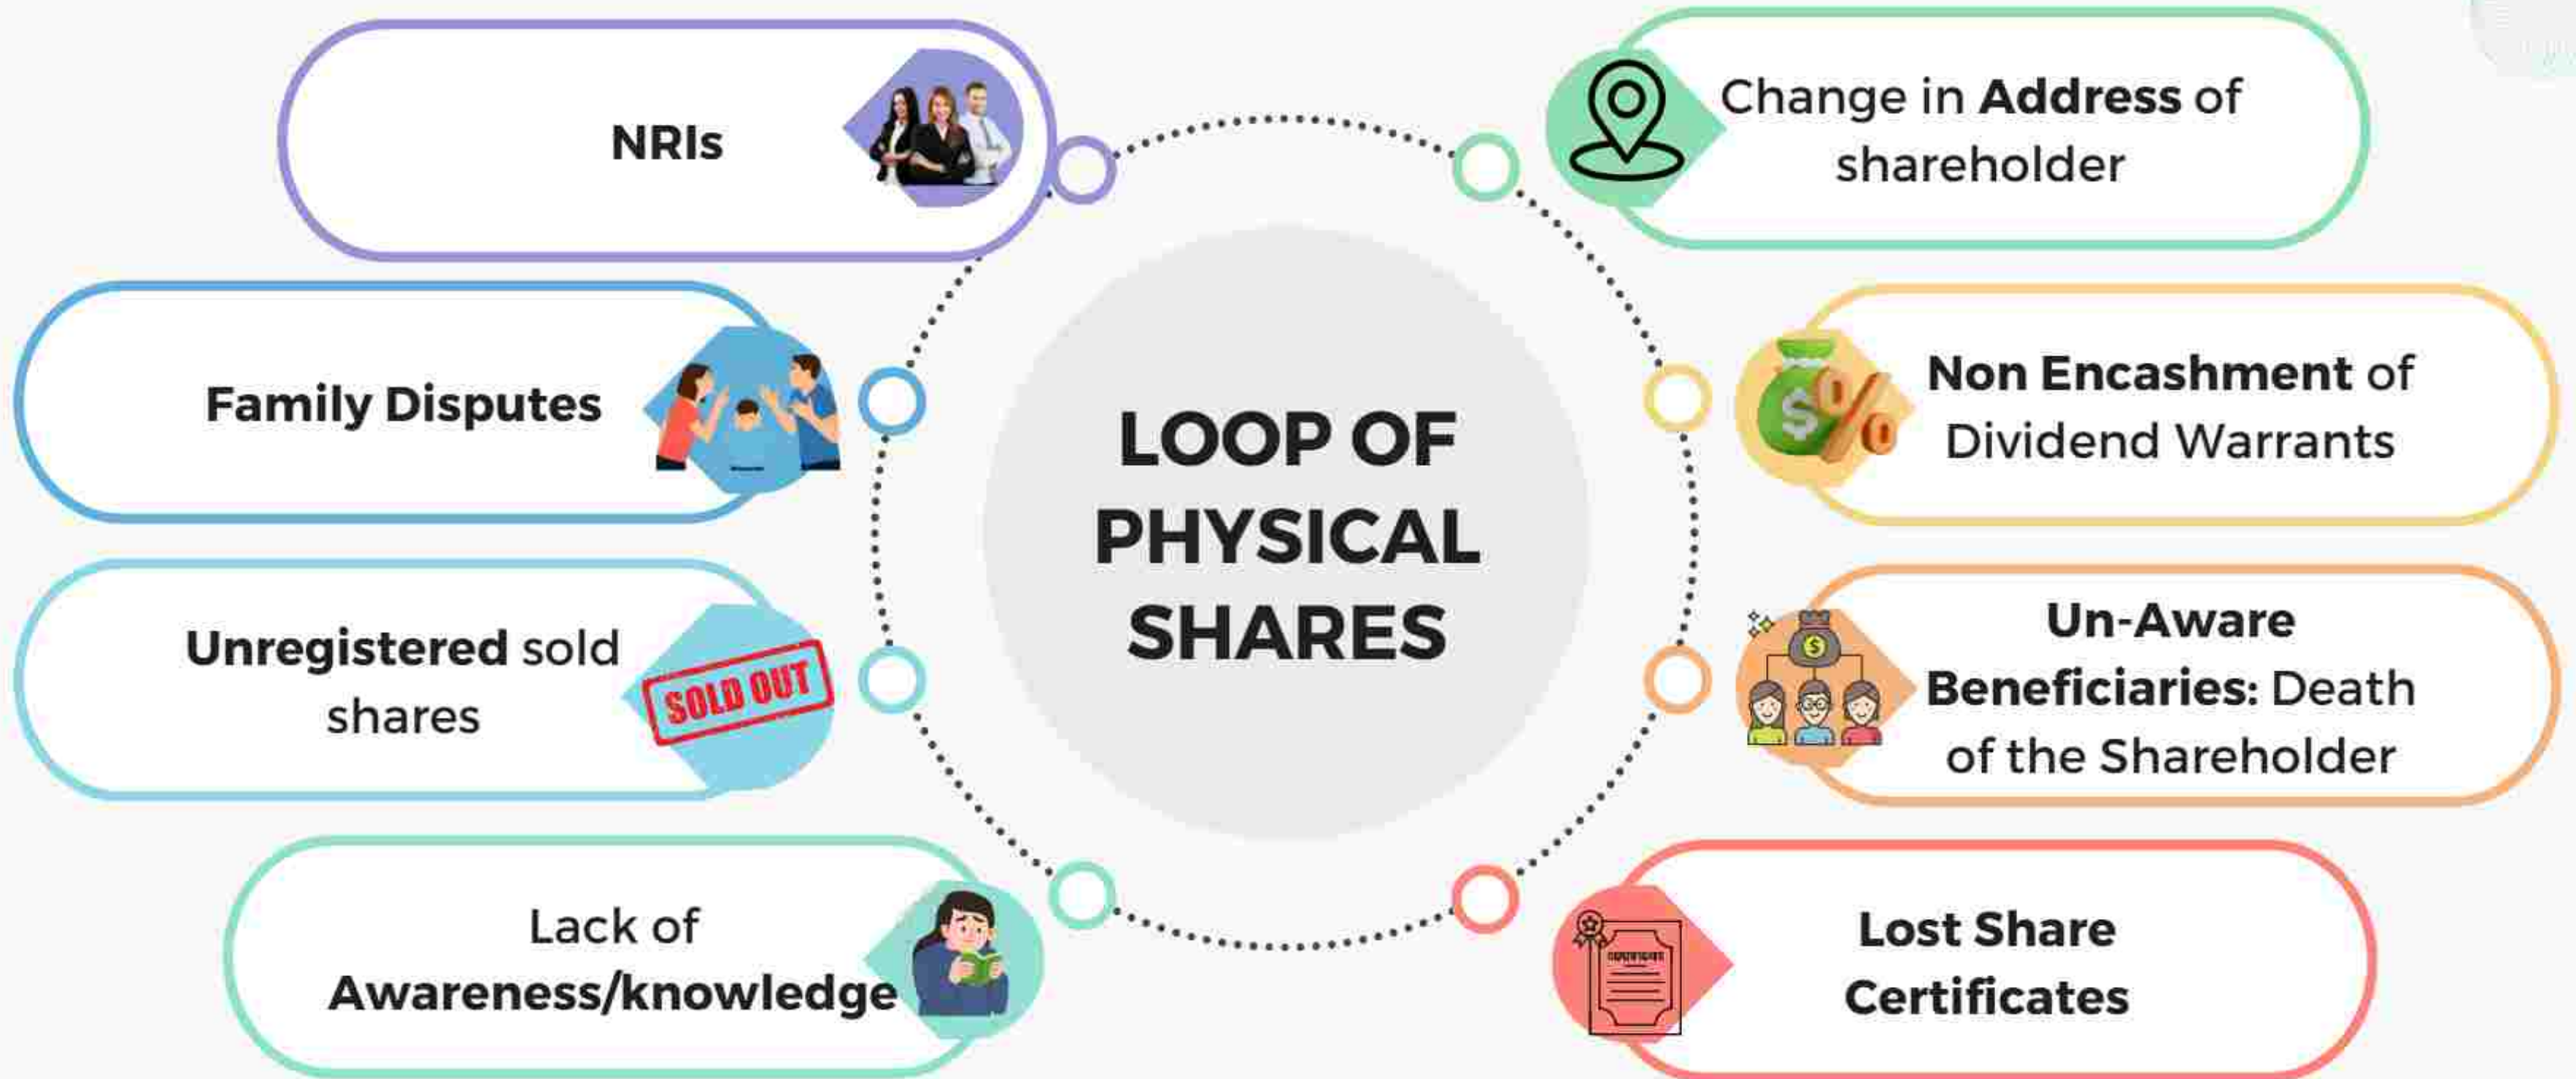 NRIs
Family Disputes
Unregistered sold
shares
SOLD OUT
Lack of
Awareness/knowledge
LOOP OF
PHYSICAL
SHARES
Change in Address of
shareholder
Non Encashment of
Dividend Warrants
Un-Aware
Beneficiaries: Death
of the Shareholder
Lost Share
Certificates